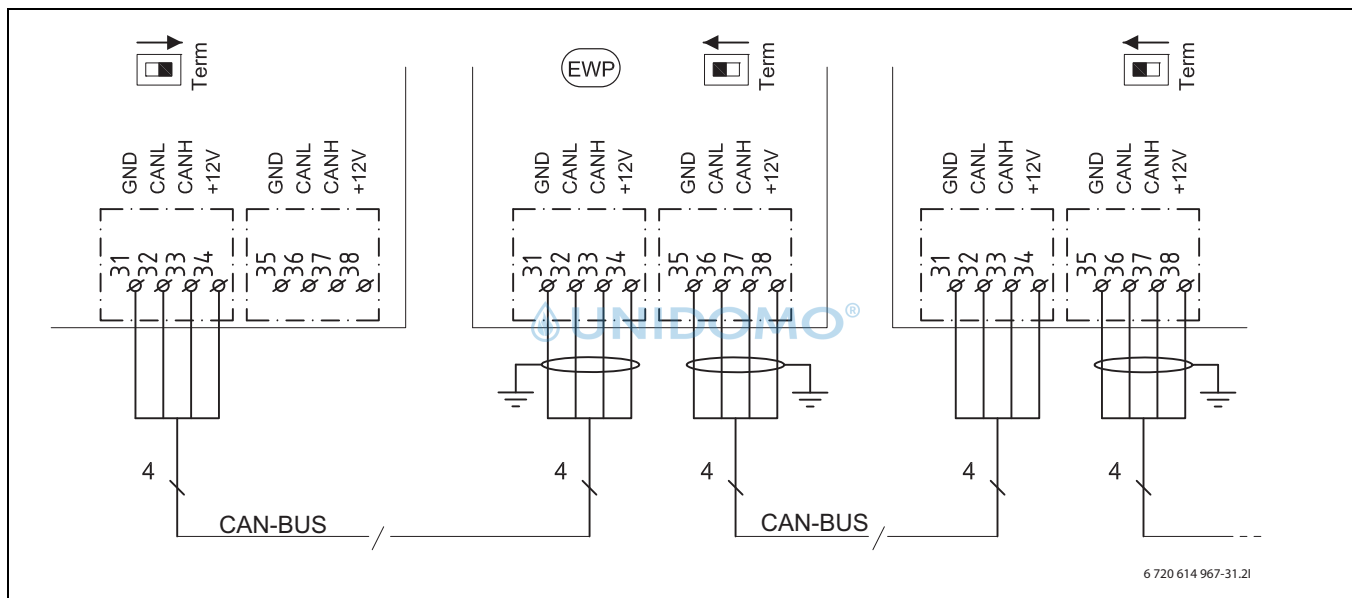 Term
EWP
Term
Term
GND CANL CANH +12V
GND CANL CANH +12V
GND CANL CANH +12V
GND CANL CANH +12V
GND CANL CANH +12V
GND CANL CANH +12V
31 32 33 34
35 36 37 38
31 32 33 34
35 36 37 38
31 32 33 34
35 36 37 38
UNIDOMO®
4
4
4
4
4
CAN-BUS
CAN-BUS
6 720 614 967-31.2I